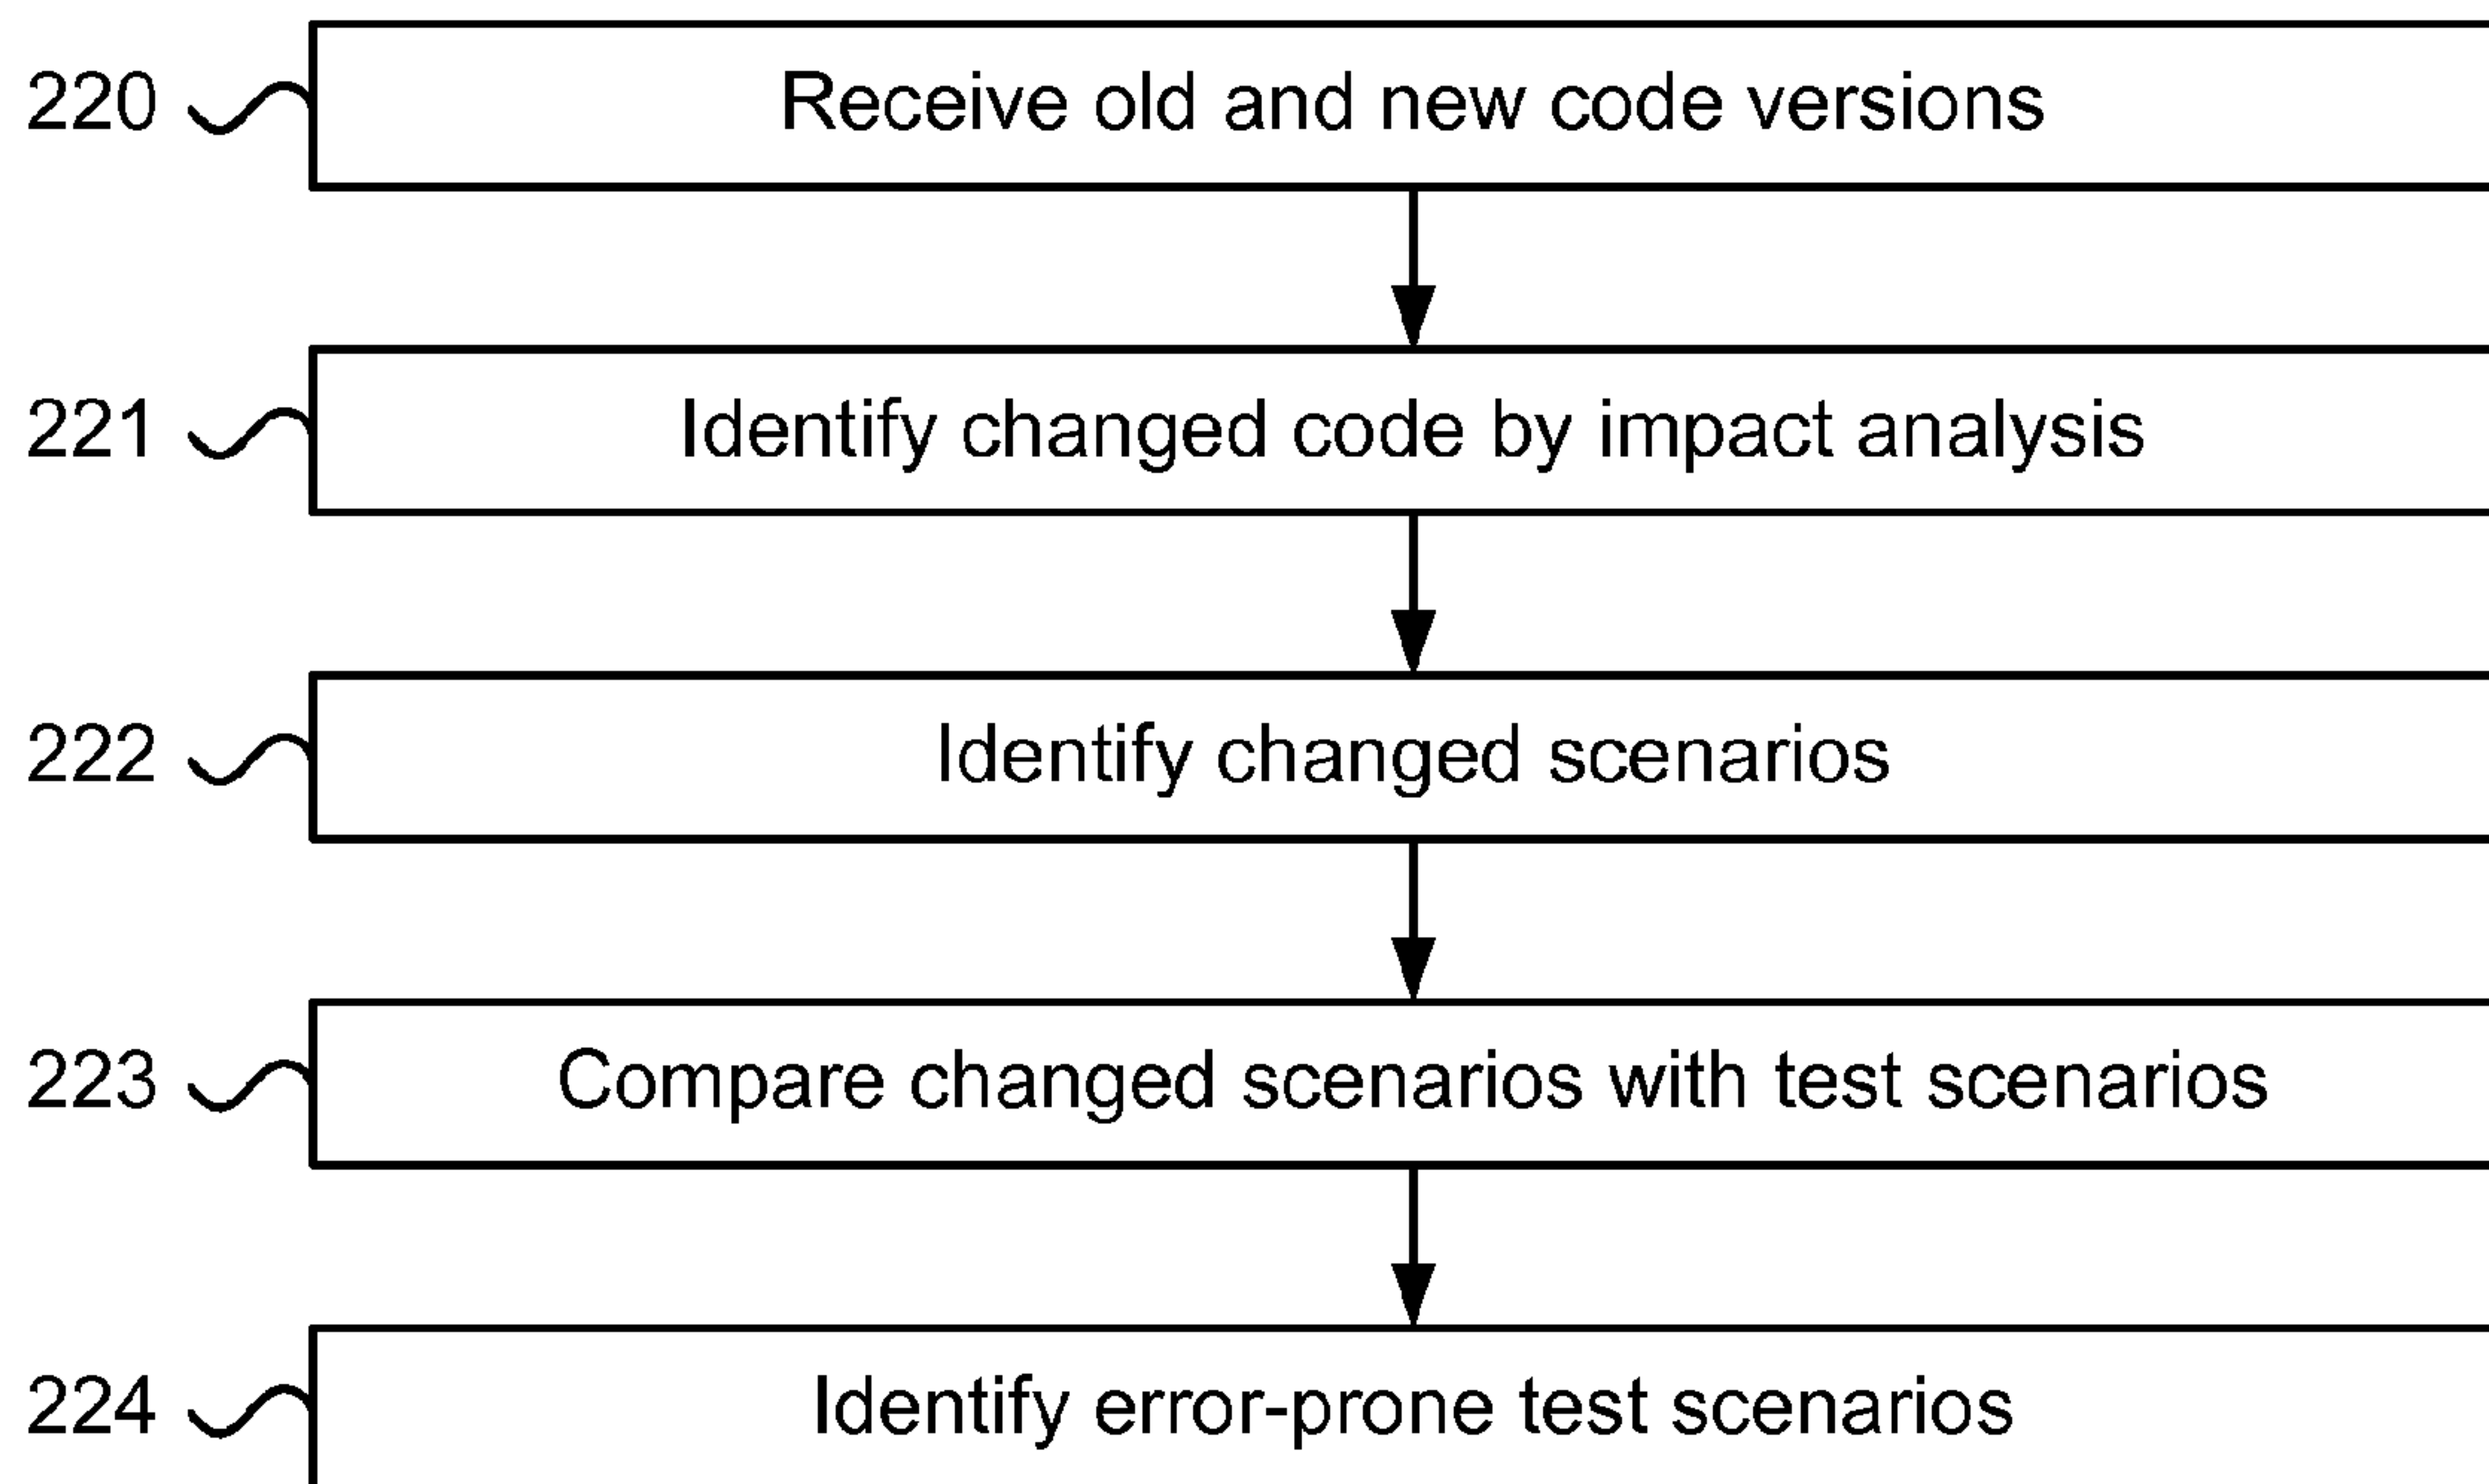 220 Receive old and new code versions
221 Identify changed code by impact analysis
222 Identify changed scenarios
223 Compare changed scenarios with test scenarios
224 Identify error-prone test scenarios